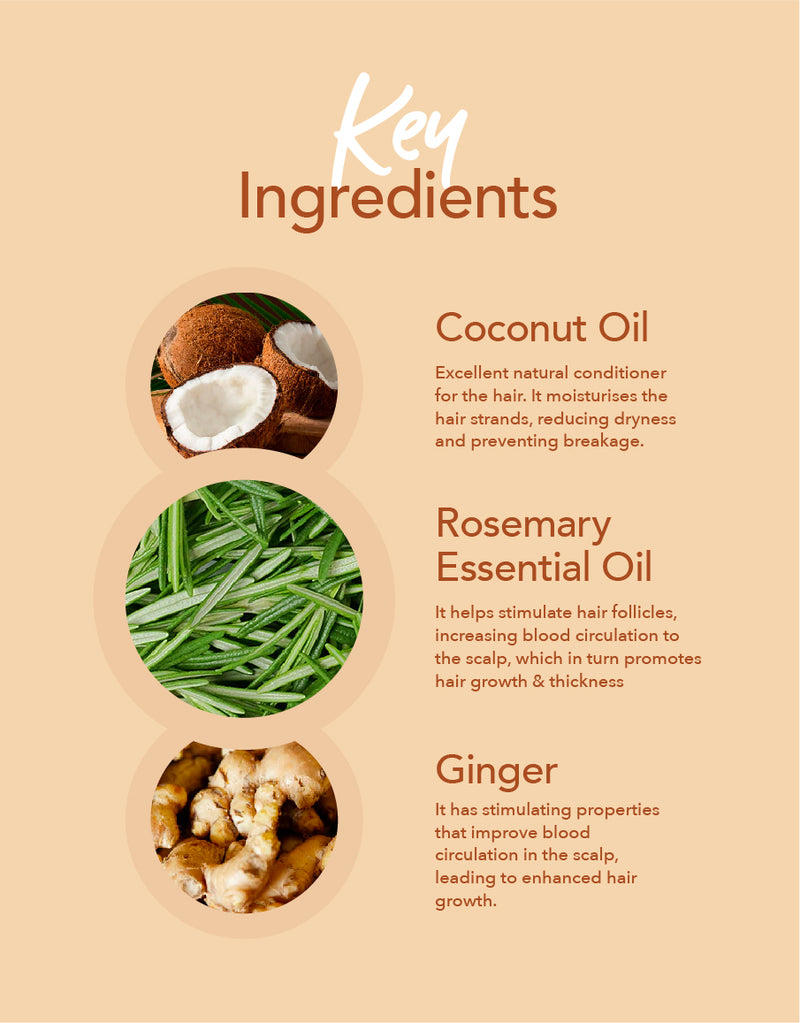 Key
Ingredients
Coconut Oil
Excellent natural conditioner
for the hair. It moisturises the
hair strands, reducing dryness
and preventing breakage.
Rosemary
Essential Oil
It helps stimulate hair follicles,
increasing blood circulation to
the scalp, which in turn promotes
hair growth & thickness
Ginger
It has stimulating properties
that improve blood
circulation in the scalp,
leading to enhanced hair
growth.